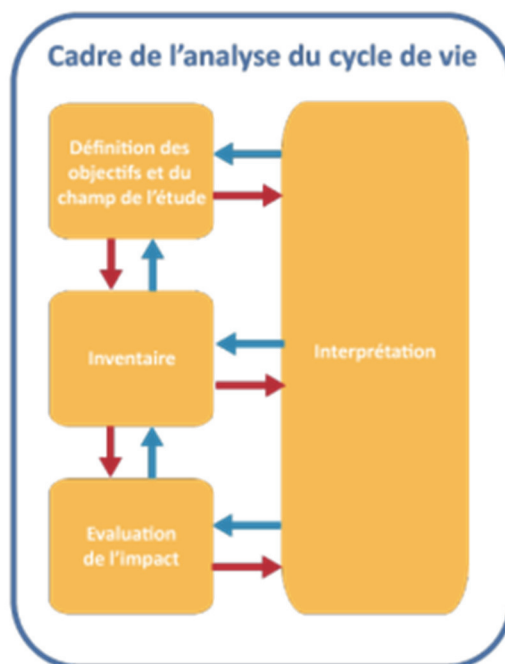 Cadre de l'analyse du cycle de vie
Définition des
objectifs et du
champ de l'étude
Inventaire
Interprétation
Evaluation
de l'impact